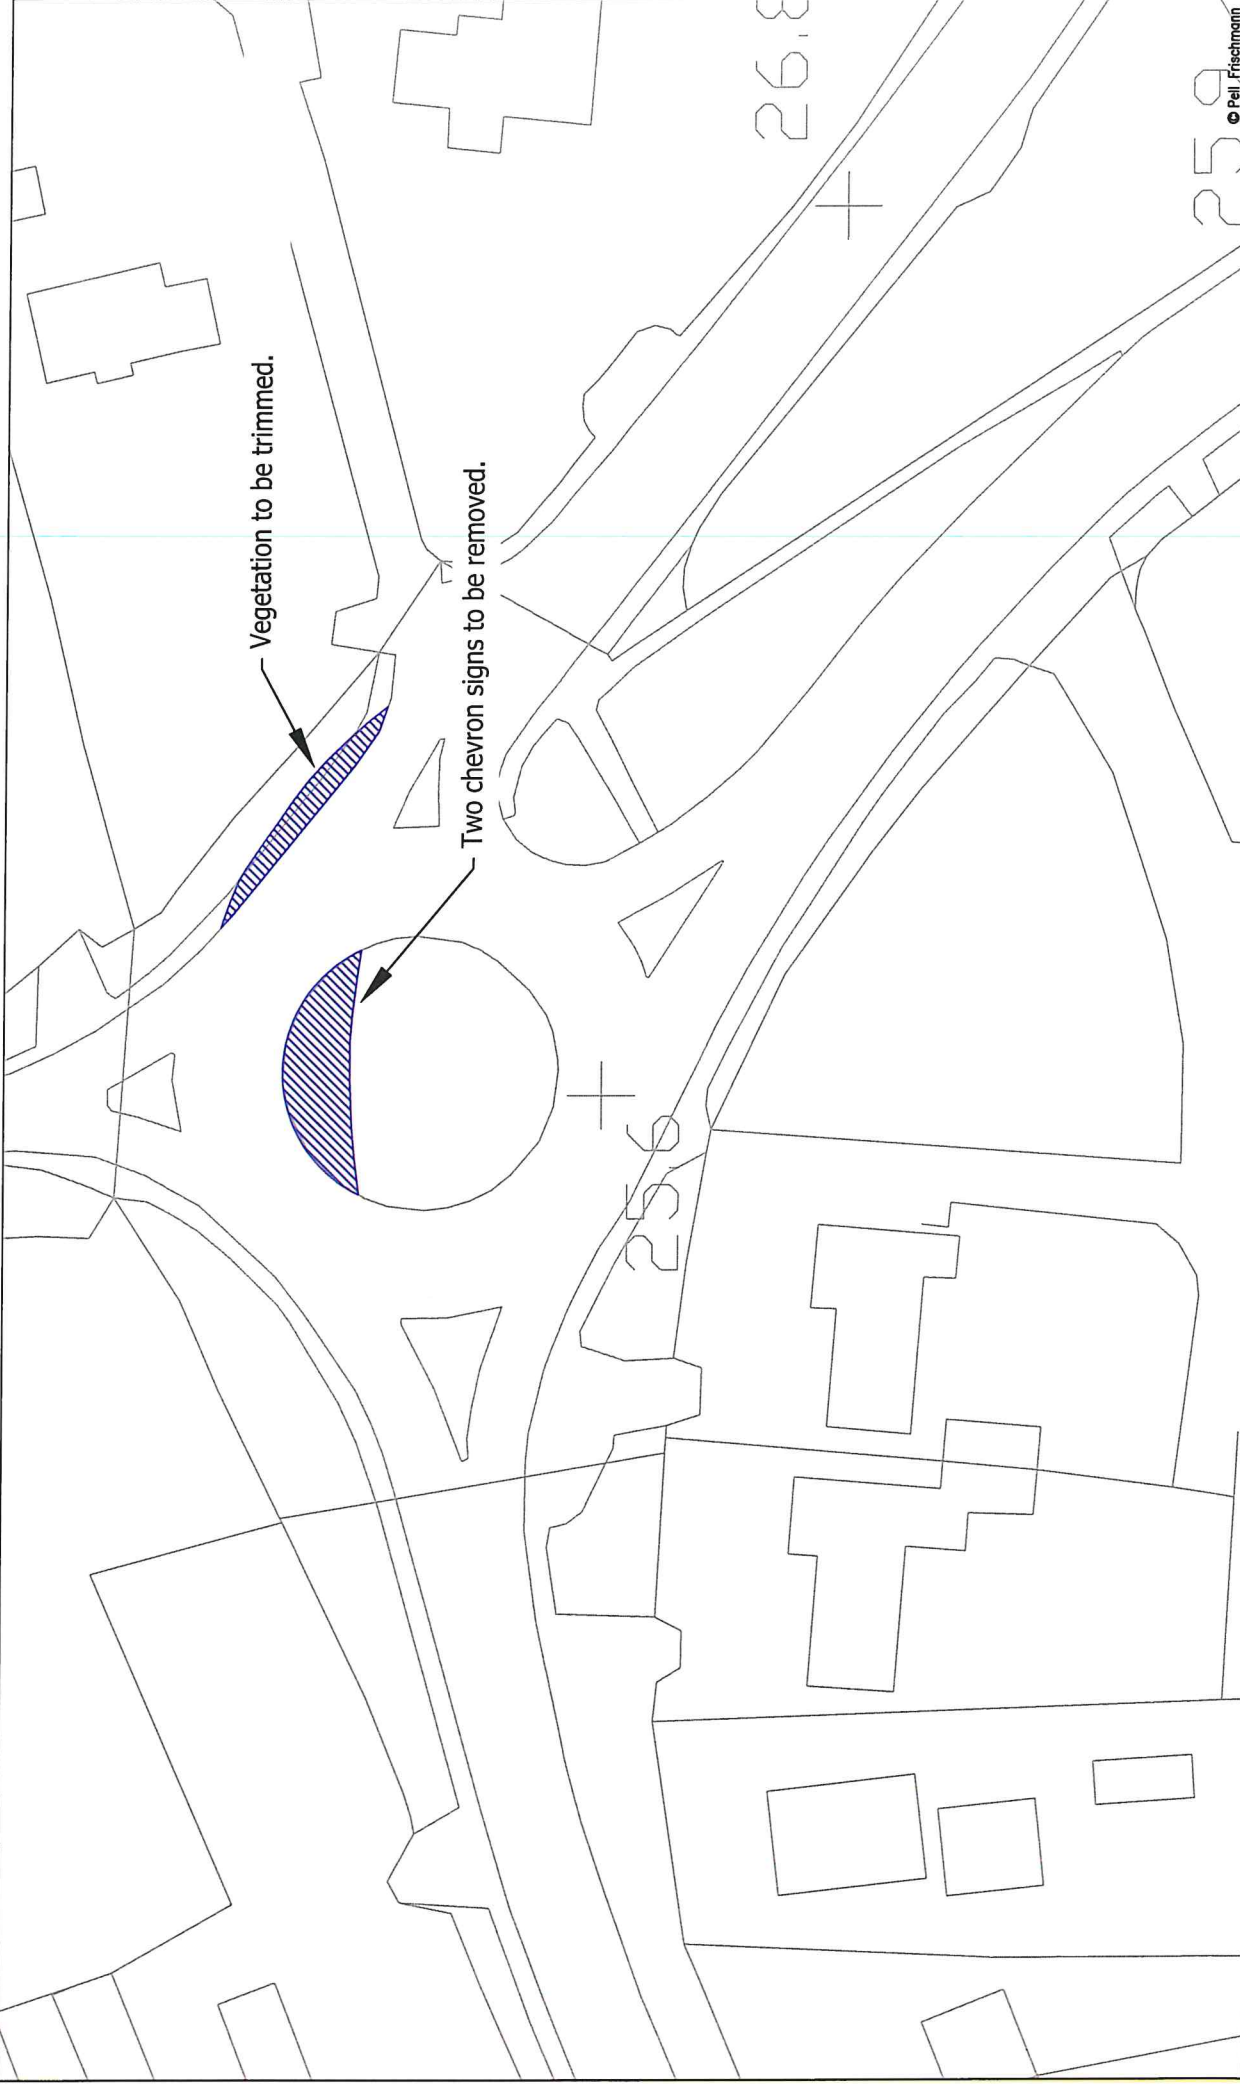 Vegetation to be trimmed.
Two chevron signs to be removed.
26.8
25.6
25.9
© Pell Frischmann